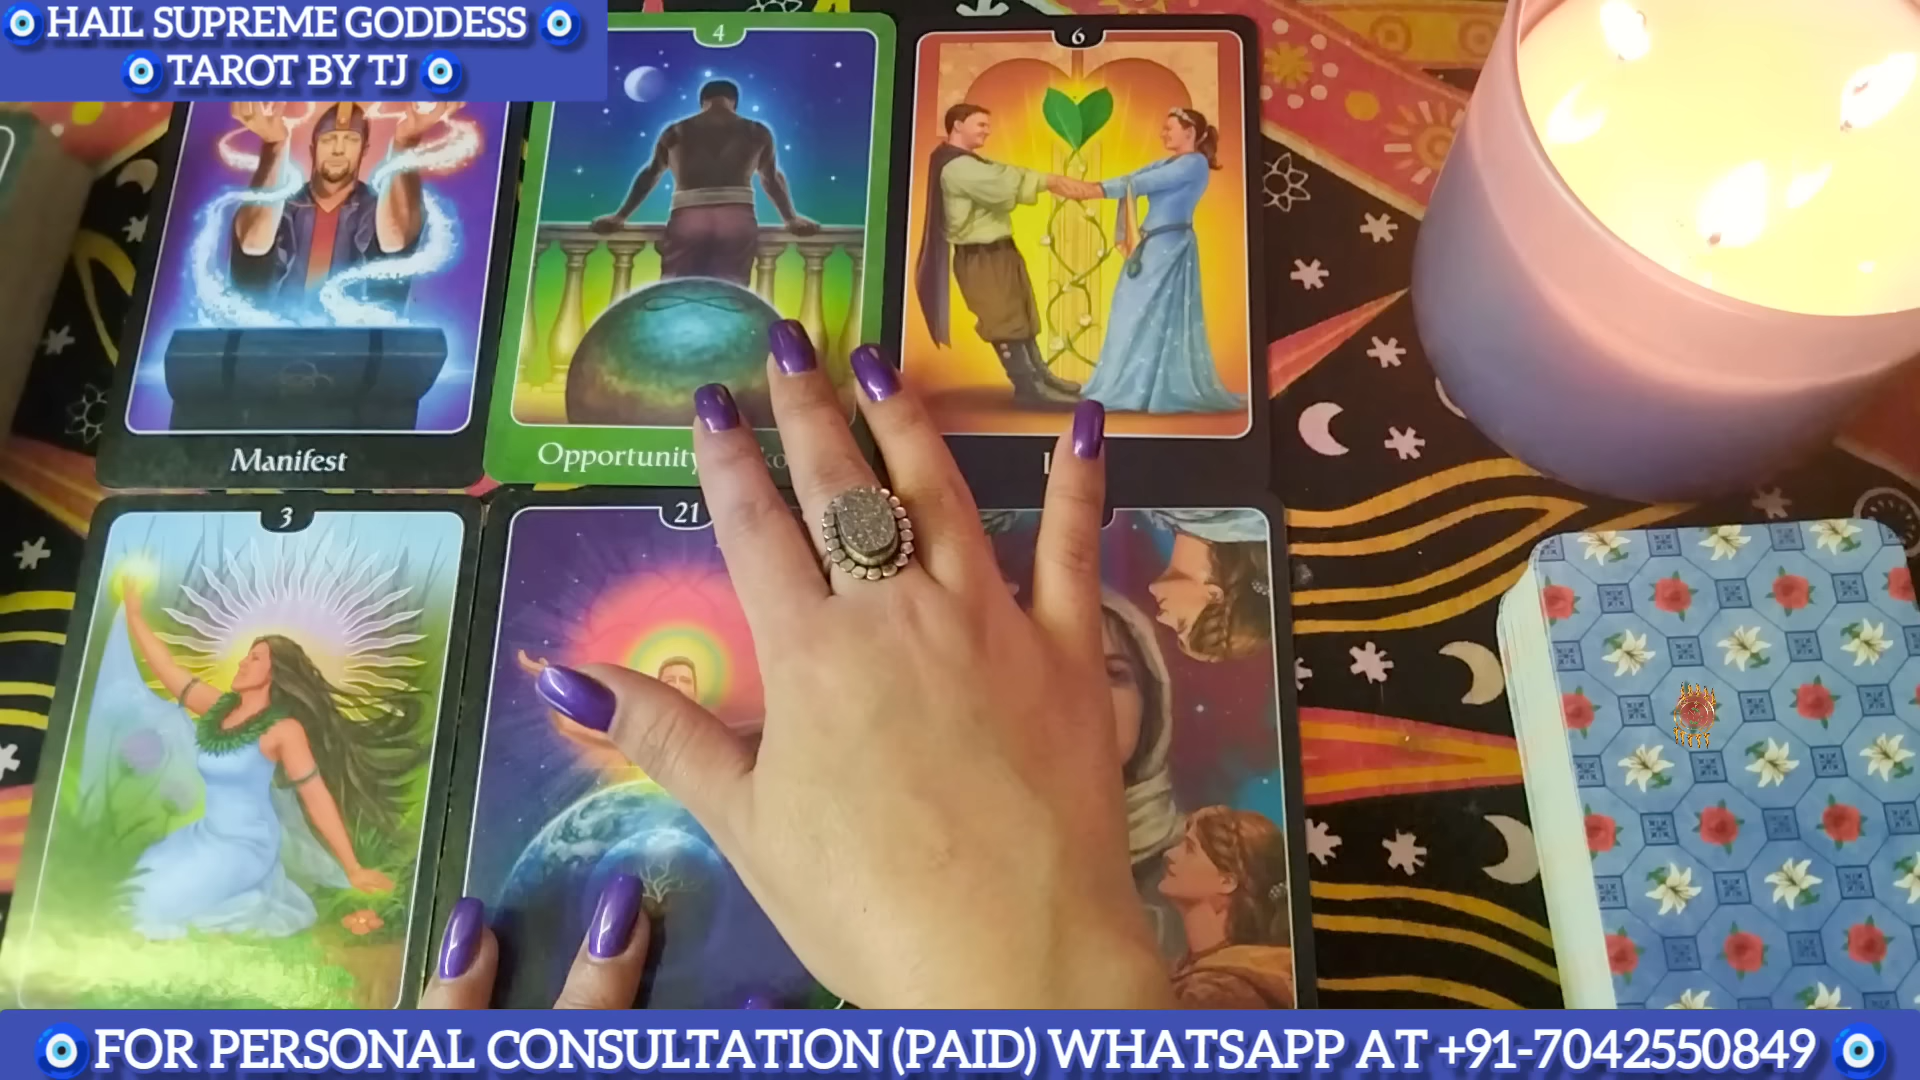 HAIL SUPREME GODDESS
TAROT BY TJ
4
6
Manifest
Opportunity
3
21
FOR PERSONAL CONSULTATION (PAID) WHATSAPP AT +91-7042550849